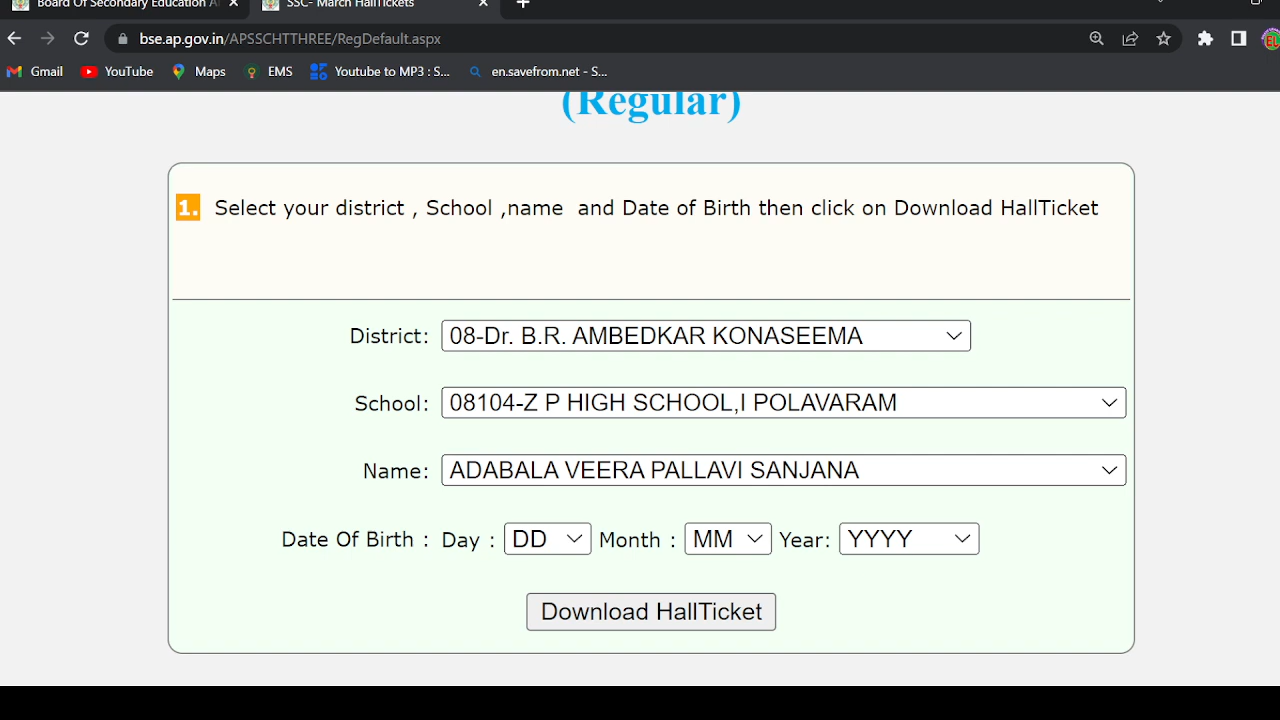 Board Of Secondary Education A
SSC- March HallTickets
bse.ap.gov.in/APSSCHTTHREE/RegDefault.aspx
Gmail YouTube Maps EMS Youtube to MP3 : S... en.savefrom.net - S...
(Regular)
1. Select your district , School ,name and Date of Birth then click on Download HallTicket
District: 08-Dr. B.R. AMBEDKAR KONASEEMA
School: 08104-Z P HIGH SCHOOL,I POLAVARAM
Name: ADABALA VEERA PALLAVI SANJANA
Date Of Birth : Day : DD Month : MM Year: YYYY
Download HallTicket